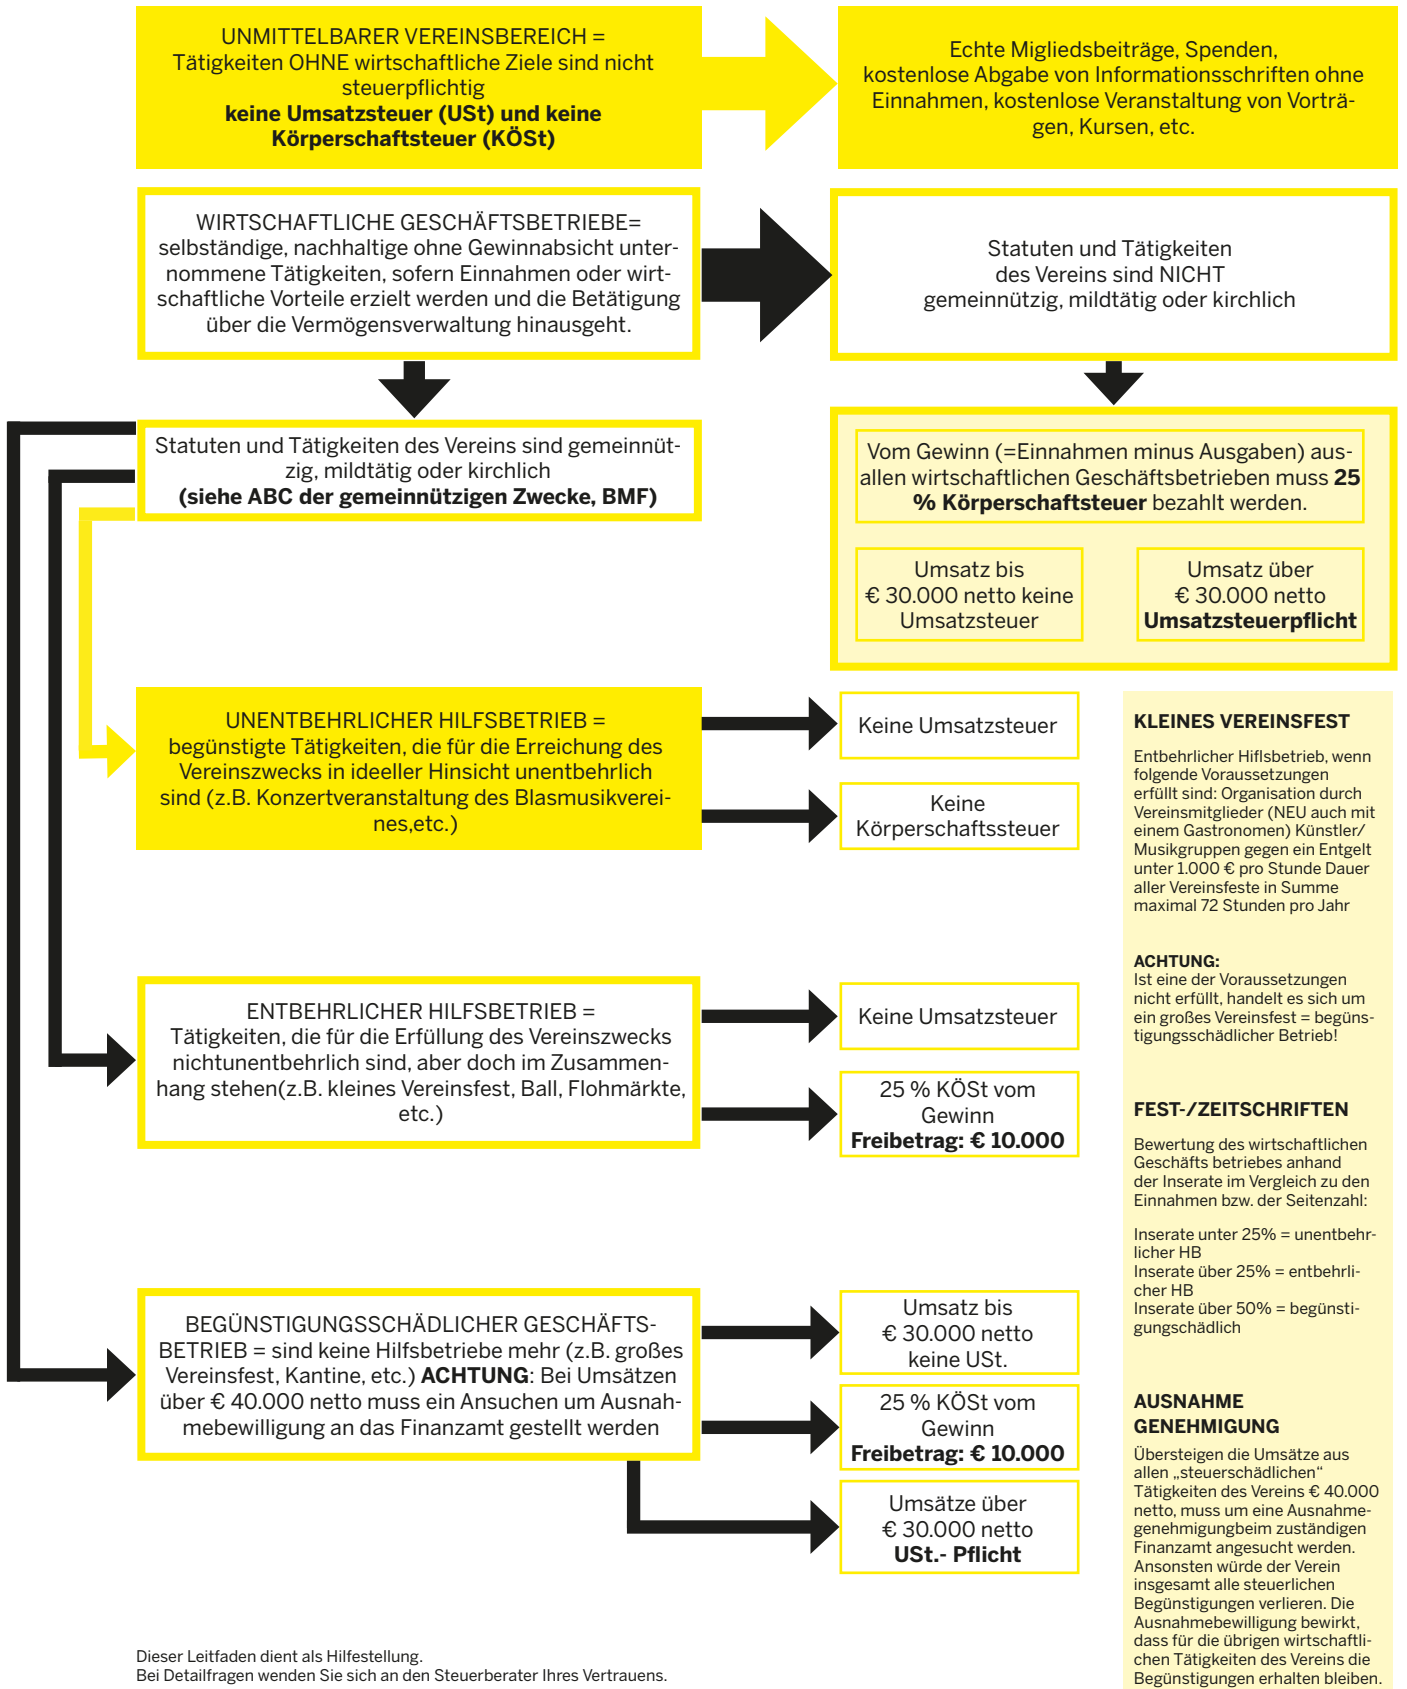 UNMITTELBARER VEREINSBEREICH =
Tätigkeiten OHNE wirtschaftliche Ziele sind nicht
steuerpflichtig
keine Umsatzsteuer (USt) und keine
Körperschaftsteuer (KÖSt)
Echte Migliedsbeiträge, Spenden,
kostenlose Abgabe von Informationsschriften ohne
Einnahmen, kostenlose Veranstaltung von Vorträ-
gen, Kursen, etc.
WIRTSCHAFTLICHE GESCHÄFTSBETRIEBE=
selbständige, nachhaltige ohne Gewinnabsicht unter-
nommene Tätigkeiten, sofern Einnahmen oder wirt-
schaftliche Vorteile erzielt werden und die Betätigung
über die Vermögensverwaltung hinausgeht.
Statuten und Tätigkeiten
des Vereins sind NICHT
gemeinnützig, mildtätig oder kirchlich
Statuten und Tätigkeiten des Vereins sind gemeinnüt-
zig, mildtätig oder kirchlich
(siehe ABC der gemeinnützigen Zwecke, BMF)
Vom Gewinn (=Einnahmen minus Ausgaben) aus-
allen wirtschaftlichen Geschäftsbetrieben muss 25
% Körperschaftsteuer bezahlt werden.
Umsatz bis
€ 30.000 netto keine
Umsatzsteuer
Umsatz über
€ 30.000 netto
Umsatzsteuerpflicht
UNENTBEHRLICHER HILFSBETRIEB =
begünstigte Tätigkeiten, die für die Erreichung des
Vereinszwecks in ideeller Hinsicht unentbehrlich
sind (z.B. Konzertveranstaltung des Blasmusikverei-
nes,etc.)
Keine Umsatzsteuer
Keine
Körperschaftssteuer
ENTBEHRLICHER HILFSBETRIEB =
Tätigkeiten, die für die Erfüllung des Vereinszwecks
nichtunentbehrlich sind, aber doch im Zusammen-
hang stehen(z.B. kleines Vereinsfest, Ball, Flohmärkte,
etc.)
Keine Umsatzsteuer
25 % KÖSt vom
Gewinn
Freibetrag: € 10.000
BEGÜNSTIGUNGSSCHÄDLICHER GESCHÄFTS-
BETRIEB = sind keine Hilfsbetriebe mehr (z.B. großes
Vereinsfest, Kantine, etc.) ACHTUNG: Bei Umsätzen
über € 40.000 netto muss ein Ansuchen um Ausnah-
mebewilligung an das Finanzamt gestellt werden
Umsatz bis
€ 30.000 netto
keine USt.
25 % KÖSt vom
Gewinn
Freibetrag: € 10.000
Umsätze über
€ 30.000 netto
USt.- Pflicht
KLEINES VEREINSFEST
Entbehrlicher Hiflsbetrieb, wenn
folgende Voraussetzungen
erfüllt sind: Organisation durch
Vereinsmitglieder (NEU auch mit
einem Gastronomen) Künstler/
Musikgruppen gegen ein Entgelt
unter 1.000 € pro Stunde Dauer
aller Vereinsfeste in Summe
maximal 72 Stunden pro Jahr
ACHTUNG:
Ist eine der Voraussetzungen
nicht erfüllt, handelt es sich um
ein großes Vereinsfest = begüns-
tigungsschädlicher Betrieb!
FEST-/ZEITSCHRIFTEN
Bewertung des wirtschaftlichen
Geschäfts betriebes anhand
der Inserate im Vergleich zu den
Einnahmen bzw. der Seitenzahl:
Inserate unter 25% = unentbehr-
licher HB
Inserate über 25% = entbehrli-
cher HB
Inserate über 50% = begünsti-
gungschädlich
AUSNAHME
GENEHMIGUNG
Übersteigen die Umsätze aus
allen „steuerschädlichen“
Tätigkeiten des Vereins € 40.000
netto, muss um eine Ausnahme-
genehmigungbeim zuständigen
Finanzamt angesucht werden.
Ansonsten würde der Verein
insgesamt alle steuerlichen
Begünstigungen verlieren. Die
Ausnahmebewilligung bewirkt,
dass für die übrigen wirtschaftli-
chen Tätigkeiten des Vereins die
Begünstigungen erhalten bleiben.
Dieser Leitfaden dient als Hilfestellung.
Bei Detailfragen wenden Sie sich an den Steuerberater Ihres Vertrauens.